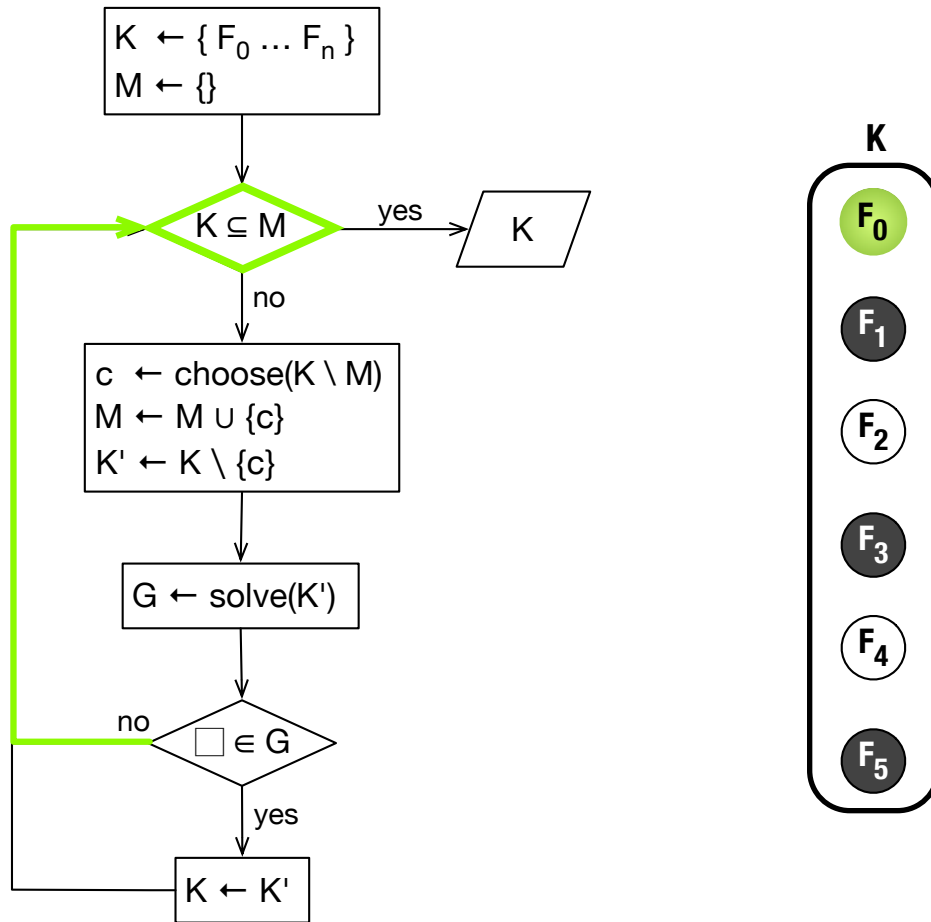 K ← { F₀ … Fₙ }
M ← {}
K ⊆ M
yes
K
no
c ← choose(K \ M)
M ← M ∪ {c}
K' ← K \ {c}
G ← solve(K')
no
□ ∈ G
yes
K ← K'
K
F₀
F₁
F₂
F₃
F₄
F₅